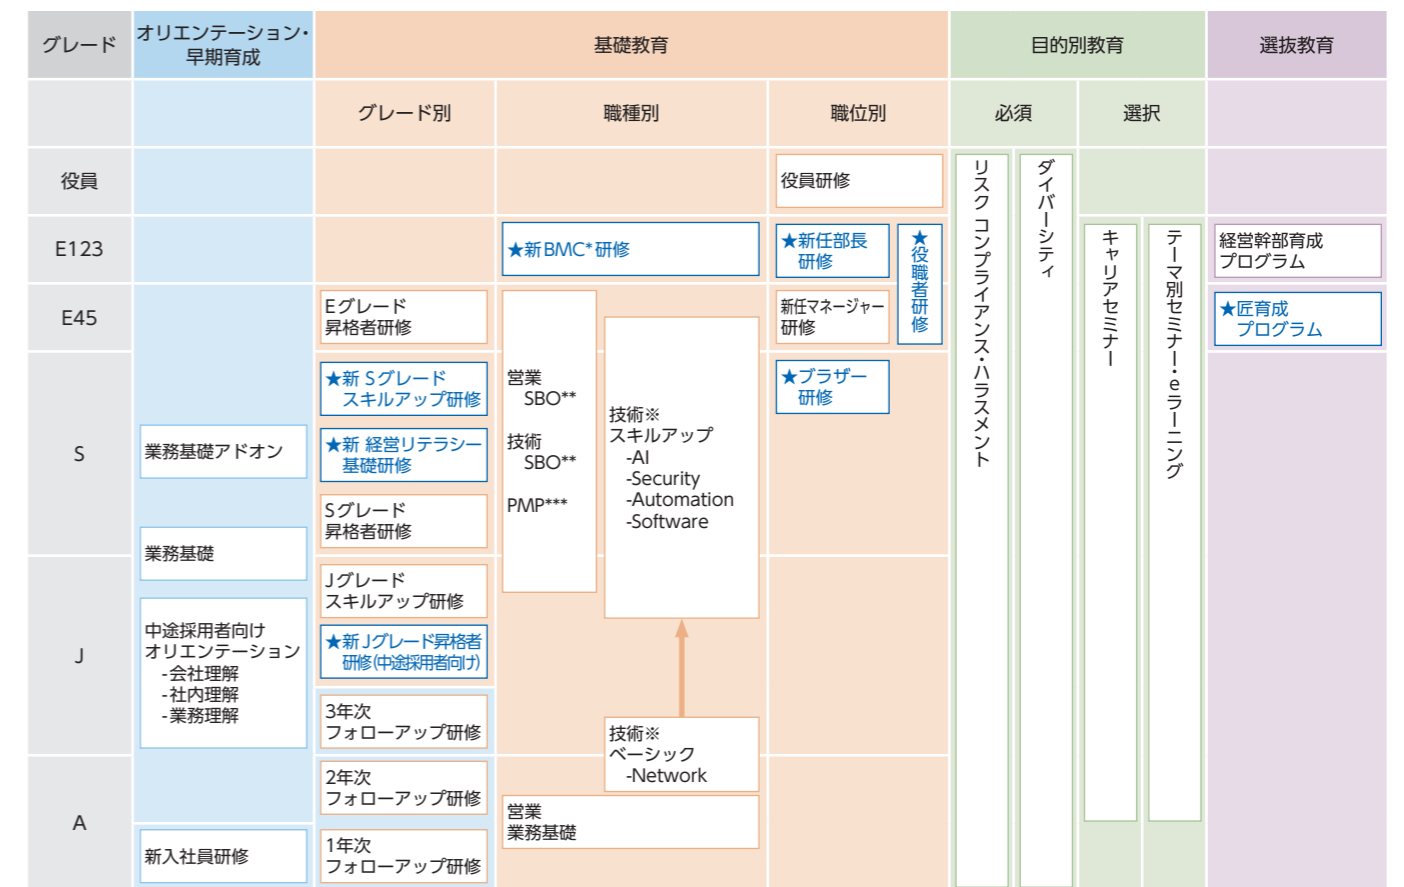 グレード
オリエンテーション・
早期育成
基礎教育
目的別教育
選抜教育
グレード別
職種別
職位別
必須
選択
役員
役員研修
リスク コンプライアンス・ハラスメント
ダイバーシティ
E123
★新BMC*研修
★新任部長
研修
★役職者研修
キャリアセミナー
テーマ別セミナー・eラーニング
経営幹部育成
プログラム
E45
Eグレード
昇格者研修
新任マネージャー
研修
★匠育成
プログラム
S
業務基礎アドオン
業務基礎
★新 Sグレード
スキルアップ研修
★新 経営リテラシー
基礎研修
Sグレード
昇格者研修
営業
SBO**
技術
SBO**
PMP***
技術※
スキルアップ
-AI
-Security
-Automation
-Software
★ブラザー
研修
J
中途採用者向け
オリエンテーション
-会社理解
-社内理解
-業務理解
Jグレード
スキルアップ研修
★新Jグレード昇格者
研修(中途採用者向け)
3年次
フォローアップ研修
技術※
ベーシック
-Network
A
新入社員研修
2年次
フォローアップ研修
1年次
フォローアップ研修
営業
業務基礎